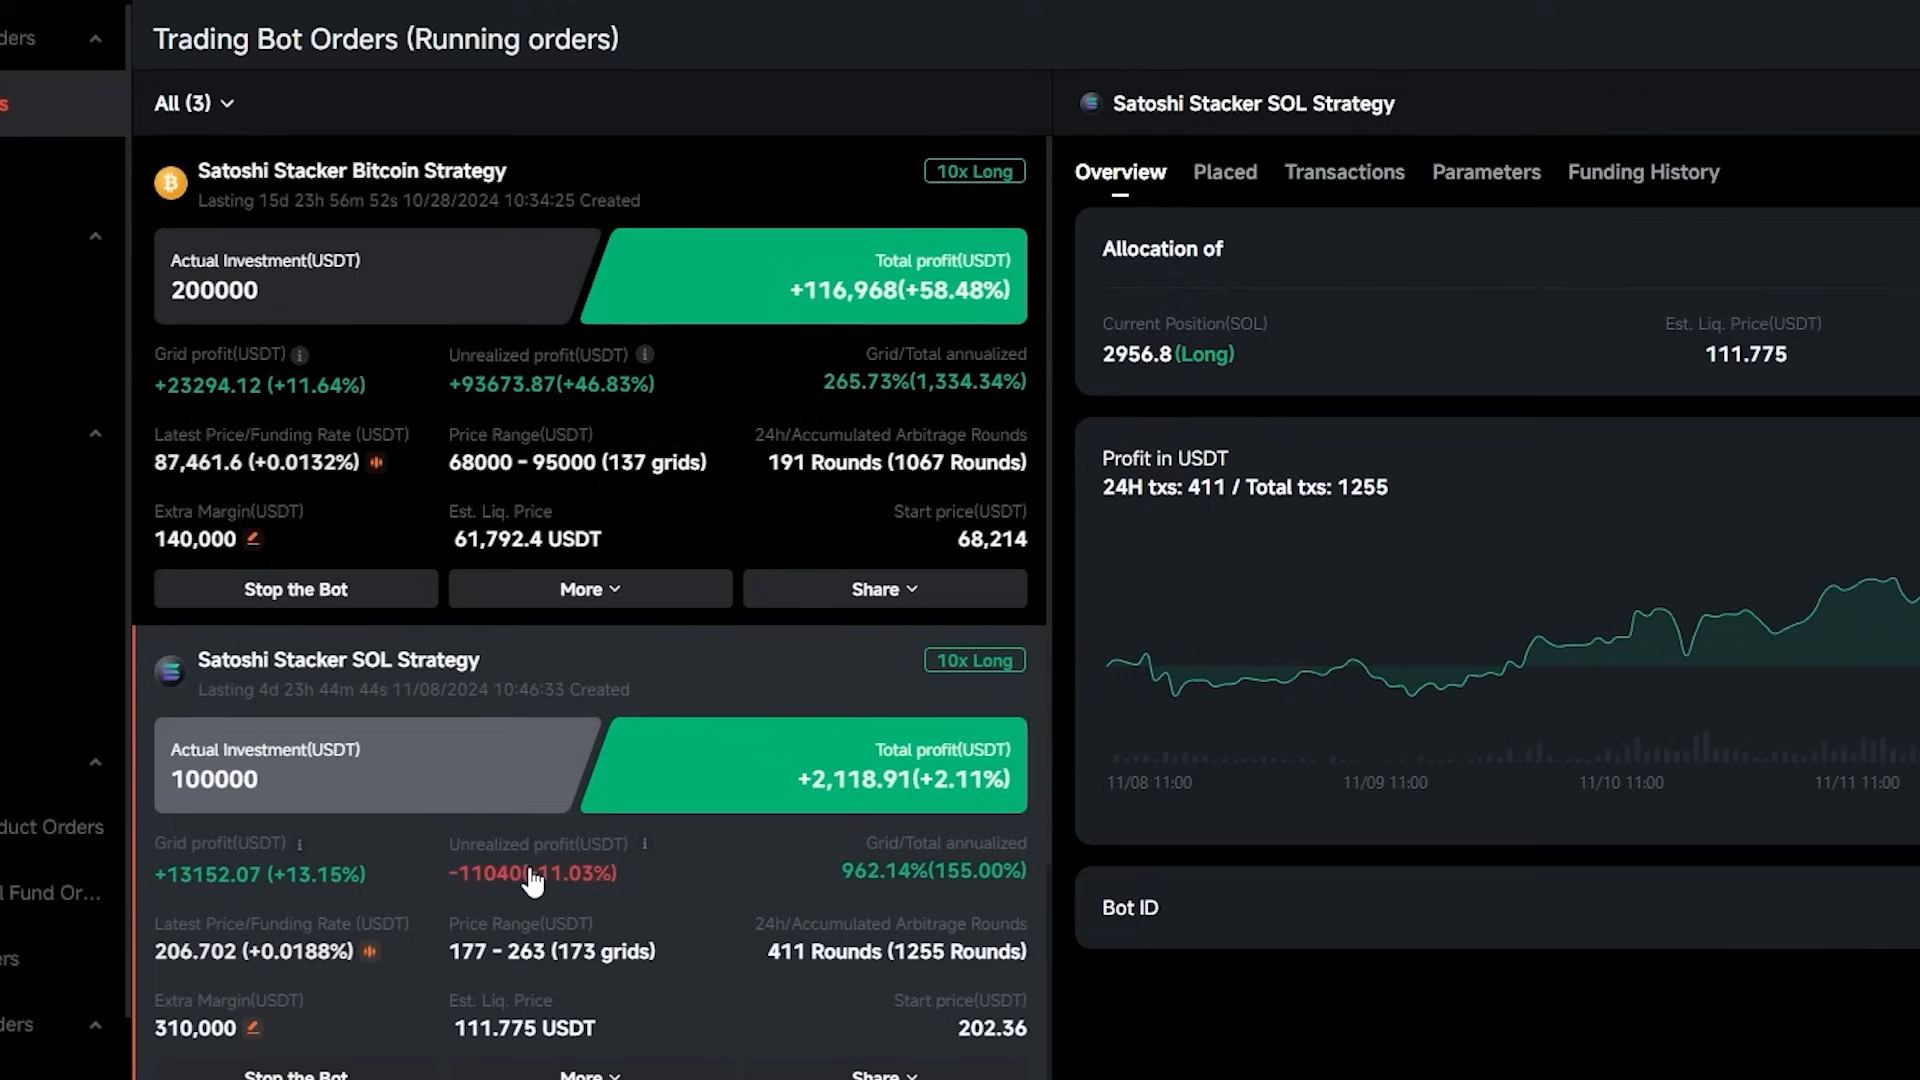 Trading Bot Orders (Running orders)
ders
s
duct Orders
l Fund Or...
rs
ders
All (3)
Satoshi Stacker Bitcoin Strategy
10x Long
Lasting 15d 23h 56m 52s 10/28/2024 10:34:25 Created
Actual Investment(USDT)
Total profit(USDT)
200000
+116,968(+58.48%)
Grid profit(USDT)
Unrealized profit(USDT)
Grid/Total annualized
+23294.12 (+11.64%)
+93673.87(+46.83%)
265.73%(1,334.34%)
Latest Price/Funding Rate (USDT)
Price Range(USDT)
24h/Accumulated Arbitrage Rounds
87,461.6 (+0.0132%)
68000 - 95000 (137 grids)
191 Rounds (1067 Rounds)
Extra Margin(USDT)
Est. Liq. Price
Start price(USDT)
140,000
61,792.4 USDT
68,214
Stop the Bot
More
Share
Satoshi Stacker SOL Strategy
10x Long
Lasting 4d 23h 44m 44s 11/08/2024 10:46:33 Created
Actual Investment(USDT)
Total profit(USDT)
100000
+2,118.91(+2.11%)
Grid profit(USDT)
Unrealized profit(USDT)
Grid/Total annualized
+13152.07 (+13.15%)
-11040(11.03%)
962.14%(155.00%)
Latest Price/Funding Rate (USDT)
Price Range(USDT)
24h/Accumulated Arbitrage Rounds
206.702 (+0.0188%)
177 - 263 (173 grids)
411 Rounds (1255 Rounds)
Extra Margin(USDT)
Est. Liq. Price
Start price(USDT)
310,000
111.775 USDT
202.36
Stop the Bot
More
Share
Satoshi Stacker SOL Strategy
Overview
Placed
Transactions
Parameters
Funding History
Allocation of
Current Position(SOL)
Est. Liq. Price(USDT)
2956.8(Long)
111.775
Profit in USDT
24H txs: 411 / Total txs: 1255
11/08 11:00
11/09 11:00
11/10 11:00
11/11 11:00
Bot ID